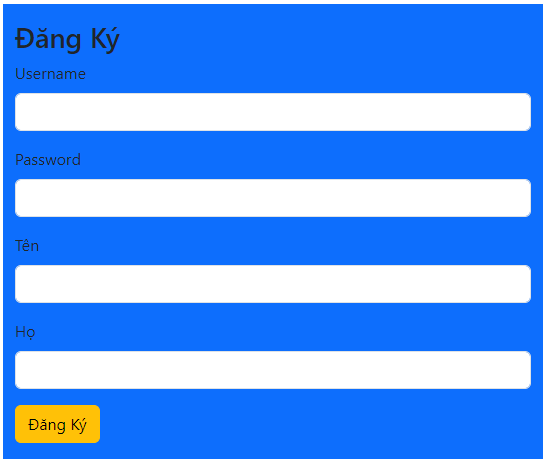 Đăng Ký
Username
Password
Tên
Họ
Đăng Ký